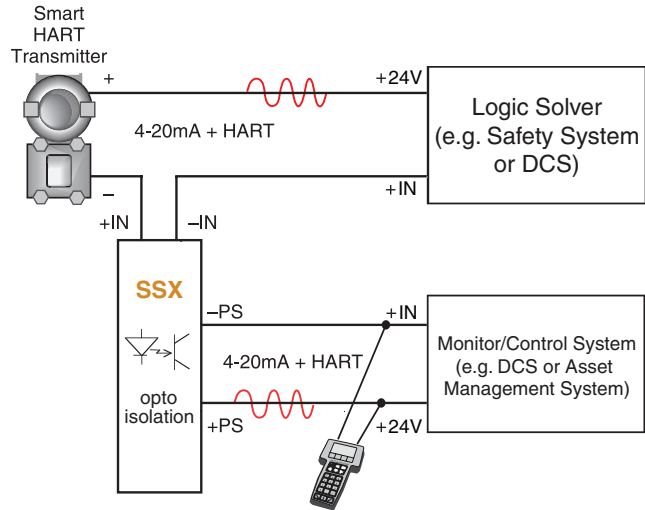 Smart
HART
Transmitter
+
+24V
4-20mA + HART
Logic Solver
(e.g. Safety System
or DCS)
–
+IN
+IN
–IN
SSX
–PS
+IN
4-20mA + HART
Monitor/Control System
(e.g. DCS or Asset
Management System)
opto
isolation
+PS
+24V